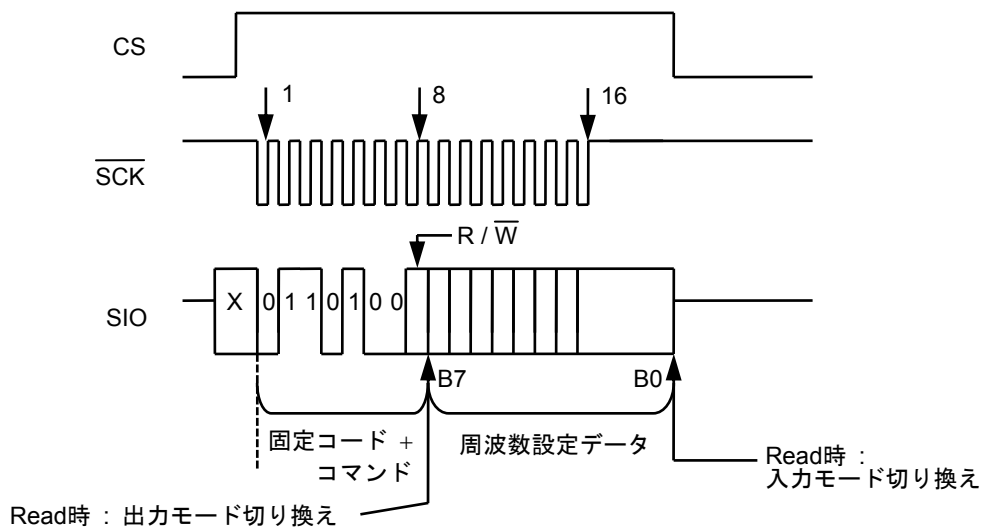 CS
1
8
16
SCK
R / W
SIO
X
0
1
1
0
1
0
0
B7
B0
固定コード +
コマンド
周波数設定データ
Read時 :
入力モード切り換え
Read時 : 出力モード切り換え